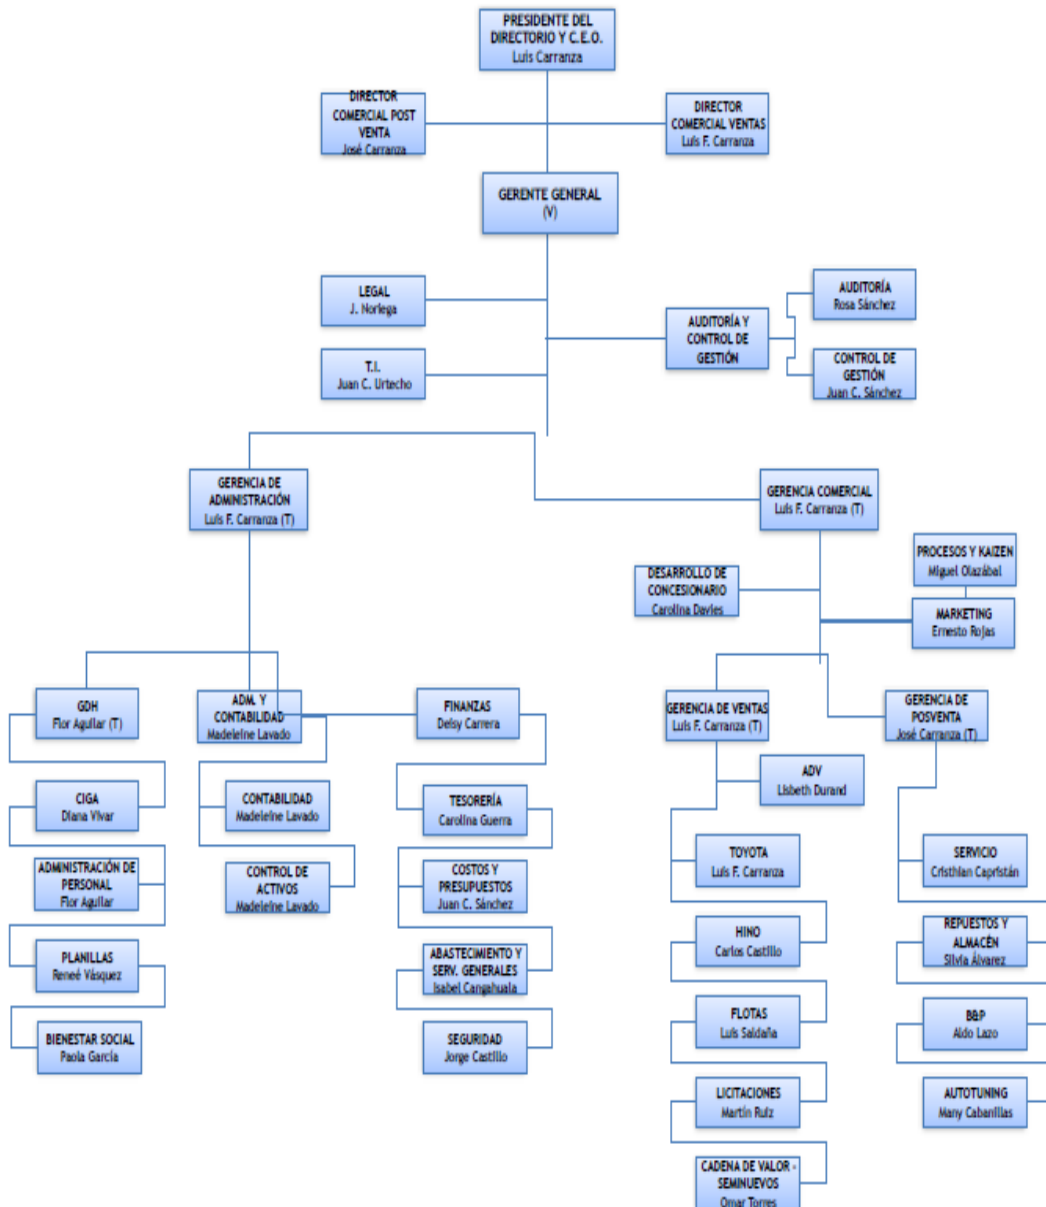 PRESIDENTE DEL
DIRECTORIO Y C.E.O.
Luis Carranza
DIRECTOR
COMERCIAL POST
VENTA
José Carranza
DIRECTOR
COMERCIAL VENTAS
Luis F. Carranza
GERENTE GENERAL
(V)
LEGAL
J. Noriega
AUDITORÍA
Rosa Sánchez
AUDITORÍA Y
CONTROL DE
GESTIÓN
T.I.
Juan C. Urtecho
CONTROL DE
GESTIÓN
Juan C. Sánchez
GERENCIA DE
ADMINISTRACIÓN
Luis F. Carranza (T)
GERENCIA COMERCIAL
Luis F. Carranza (T)
PROCESOS Y KAIZEN
Miguel Olazábal
DESARROLLO DE
CONCESIONARIO
Carolina Davies
MARKETING
Ernesto Rojas
GDH
Flor Aguilar (T)
ADM. Y
CONTABILIDAD
Madeleine Lavado
FINANZAS
Deisy Carrera
GERENCIA DE VENTAS
Luis F. Carranza (T)
GERENCIA DE
POSVENTA
José Carranza (T)
ADV
Lisbeth Durand
CIGA
Diana Vivar
CONTABILIDAD
Madeleine Lavado
TESORERÍA
Carolina Guerra
TOYOTA
Luis F. Carranza
SERVICIO
Cristhian Capristán
ADMINISTRACIÓN DE
PERSONAL
Flor Aguilar
CONTROL DE
ACTIVOS
Madeleine Lavado
COSTOS Y
PRESUPUESTOS
Juan C. Sánchez
HINO
Carlos Castillo
REPUESTOS Y
ALMACÉN
Silvia Álvarez
PLANILLAS
Reneé Vásquez
ABASTECIMIENTO Y
SERV. GENERALES
Isabel Cangahuala
FLOTAS
Luis Saldaña
B&P
Aldo Lazo
BIENESTAR SOCIAL
Paola García
SEGURIDAD
Jorge Castillo
LICITACIONES
Martín Ruiz
AUTOTUNING
Many Cabanillas
CADENA DE VALOR -
SEMINUEVOS
Omar Torres